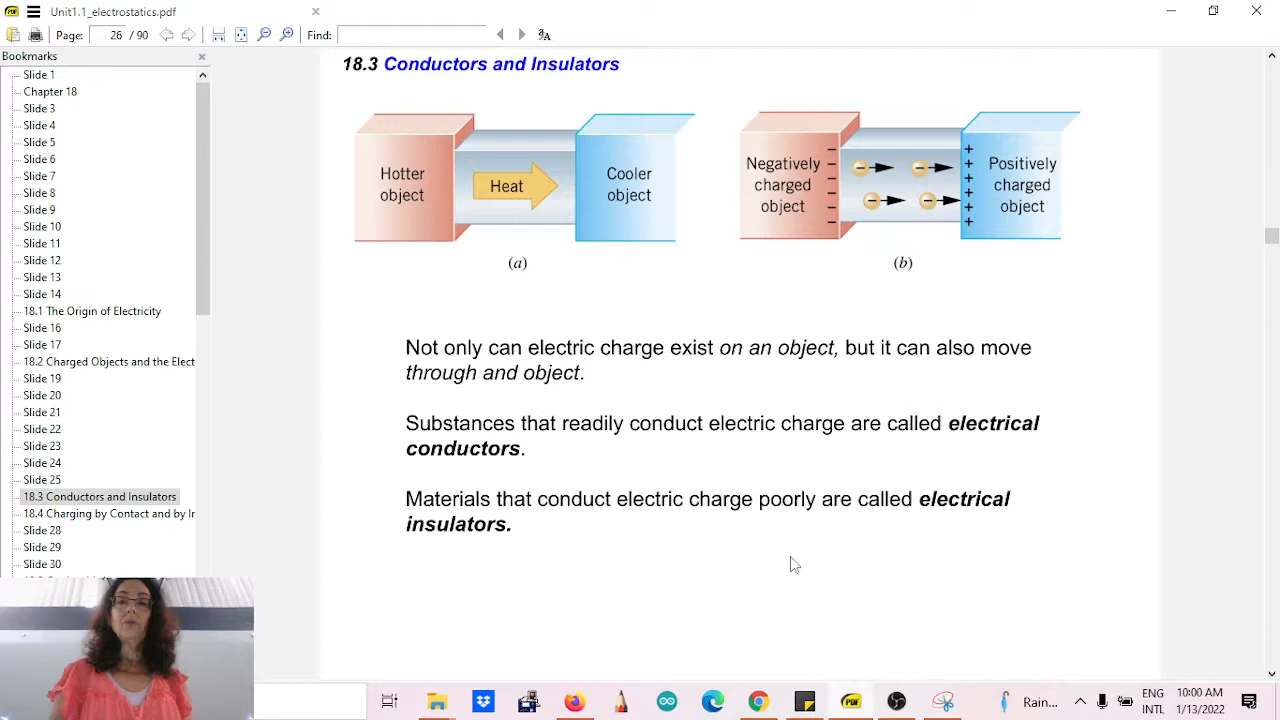 Unit1.1_electrostatics.pdf
Page: 26 / 90 Find:
Bookmarks
Slide 1
Chapter 18
Slide 3
Slide 4
Slide 5
Slide 6
Slide 7
Slide 8
Slide 9
Slide 10
Slide 11
Slide 12
Slide 13
Slide 14
18.1 The Origin of Electricity
Slide 16
Slide 17
18.2 Charged Objects and the Elect
Slide 19
Slide 20
Slide 21
Slide 22
Slide 23
Slide 24
Slide 25
18.3 Conductors and Insulators
18.4 Charging by Contact and by In
Slide 28
Slide 29
Slide 30
18.3 Conductors and Insulators
Hotter
object
Heat
Cooler
object
(a)
Negatively
charged
object
Positively
charged
object
(b)
Not only can electric charge exist on an object, but it can also move
through and object.
Substances that readily conduct electric charge are called electrical
conductors.
Materials that conduct electric charge poorly are called electrical
insulators.
Rain...
ENG
INTL
10:00 AM
1/13/2022